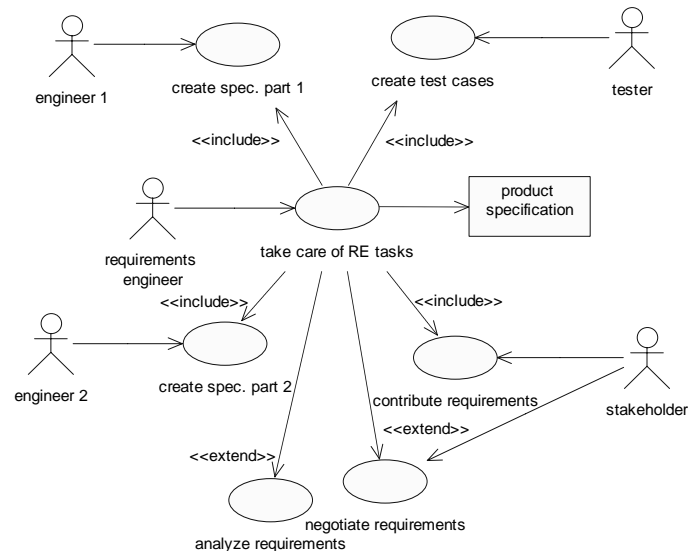 engineer 1
create spec. part 1
create test cases
tester
<<include>>
<<include>>
product
specification
requirements
engineer
take care of RE tasks
<<include>>
<<include>>
engineer 2
create spec. part 2
contribute requirements
stakeholder
<<extend>>
<<extend>>
negotiate requirements
analyze requirements